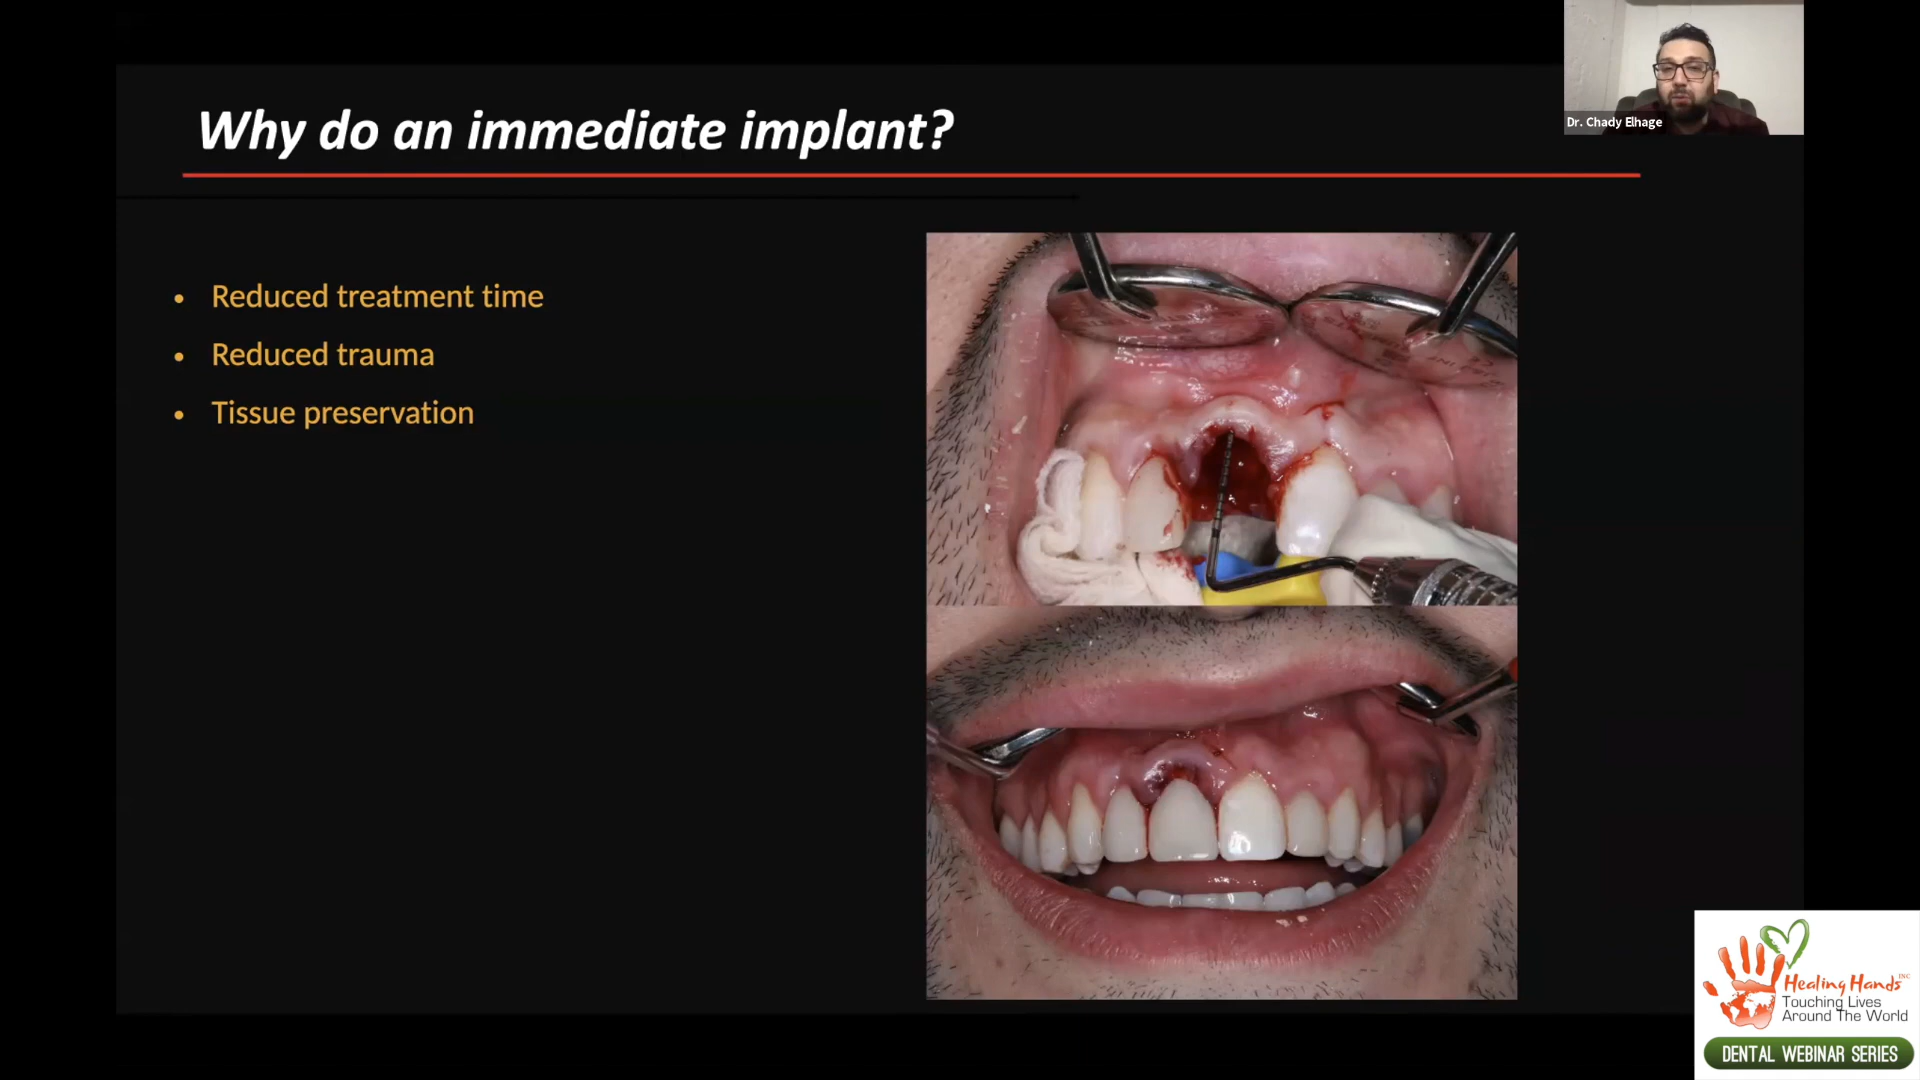 Why do an immediate implant?
Dr. Chady Elhage
• Reduced treatment time
• Reduced trauma
• Tissue preservation
Healing Hands INC
Touching Lives
Around The World
DENTAL WEBINAR SERIES